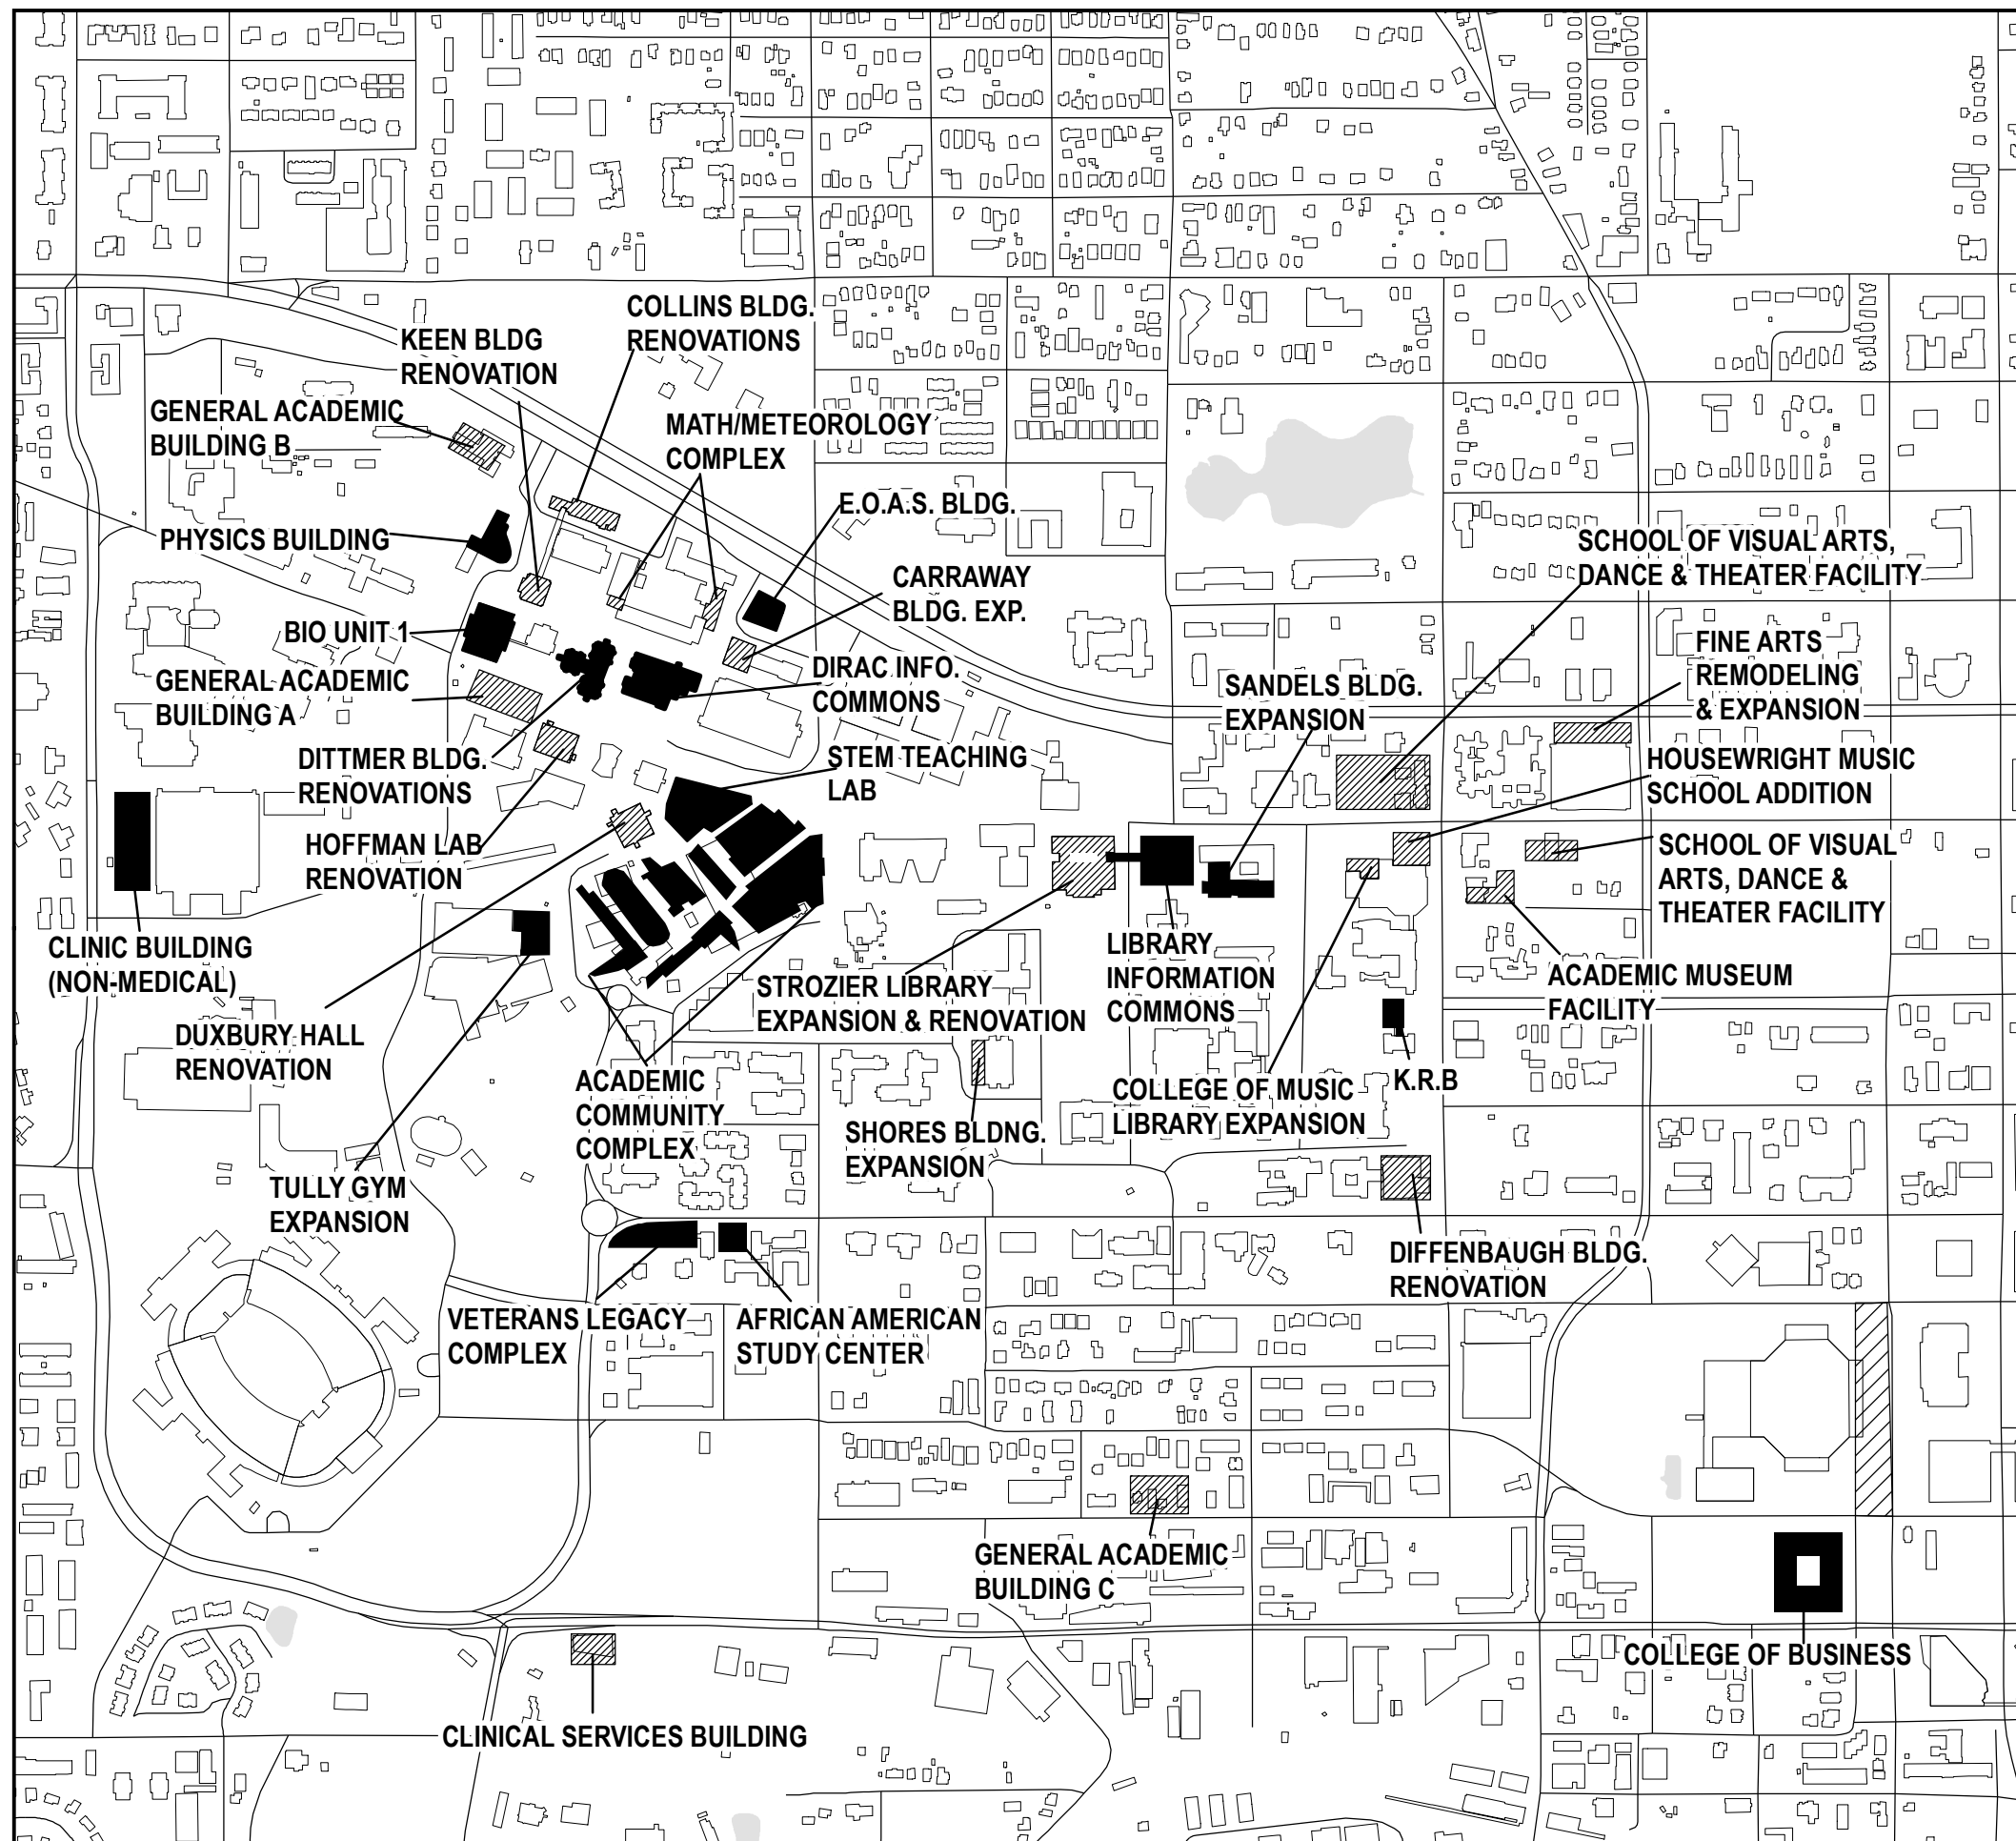 COLLINS BLDG.
RENOVATIONS
KEEN BLDG
RENOVATION
GENERAL ACADEMIC
BUILDING B
MATH/METEOROLOGY
COMPLEX
E.O.A.S. BLDG.
PHYSICS BUILDING
SCHOOL OF VISUAL ARTS,
DANCE & THEATER FACILITY
CARRAWAY
BLDG. EXP.
BIO UNIT 1
FINE ARTS
REMODELING
& EXPANSION
DIRAC INFO.
COMMONS
GENERAL ACADEMIC
BUILDING A
SANDELS BLDG.
EXPANSION
DITTMER BLDG.
RENOVATIONS
STEM TEACHING
LAB
HOUSEWRIGHT MUSIC
SCHOOL ADDITION
HOFFMAN LAB
RENOVATION
SCHOOL OF VISUAL
ARTS, DANCE &
THEATER FACILITY
CLINIC BUILDING
(NON-MEDICAL)
LIBRARY
INFORMATION
COMMONS
STROZIER LIBRARY
EXPANSION & RENOVATION
ACADEMIC MUSEUM
FACILITY
DUXBURY HALL
RENOVATION
ACADEMIC
COMMUNITY
COMPLEX
COLLEGE OF MUSIC
LIBRARY EXPANSION
K.R.B
SHORES BLDNG.
EXPANSION
TULLY GYM
EXPANSION
DIFFENBAUGH BLDG.
RENOVATION
VETERANS LEGACY
COMPLEX
AFRICAN AMERICAN
STUDY CENTER
GENERAL ACADEMIC
BUILDING C
COLLEGE OF BUSINESS
CLINICAL SERVICES BUILDING